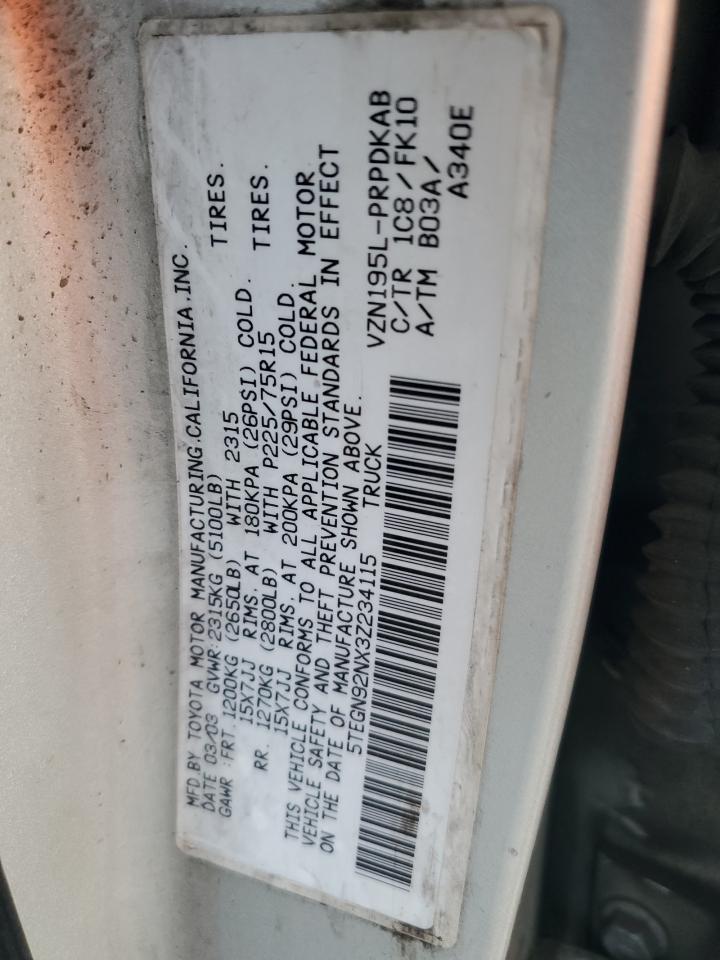 MFD.BY TOYOTA MOTOR MANUFACTURING.CALIFORNIA.INC.
DATE 03/03 GVWR:2315KG (5100LB)
GAWR :FRT.1200KG (2650LB) WITH 2315 TIRES.
15X7JJ RIMS. AT 180KPA (26PSI) COLD.
RR. 1270KG (2800LB) WITH P225/75R15 TIRES.
15X7JJ RIMS. AT 200KPA (29PSI) COLD.
THIS VEHICLE CONFORMS TO ALL APPLICABLE FEDERAL MOTOR
VEHICLE SAFETY AND THEFT PREVENTION STANDARDS IN EFFECT
ON THE DATE OF MANUFACTURE SHOWN ABOVE.
5TEGN92NX3Z234115 TRUCK
VZN195L-PRPDKAB
C/TR 1C8/FK10
A/TM B03A/
A340E